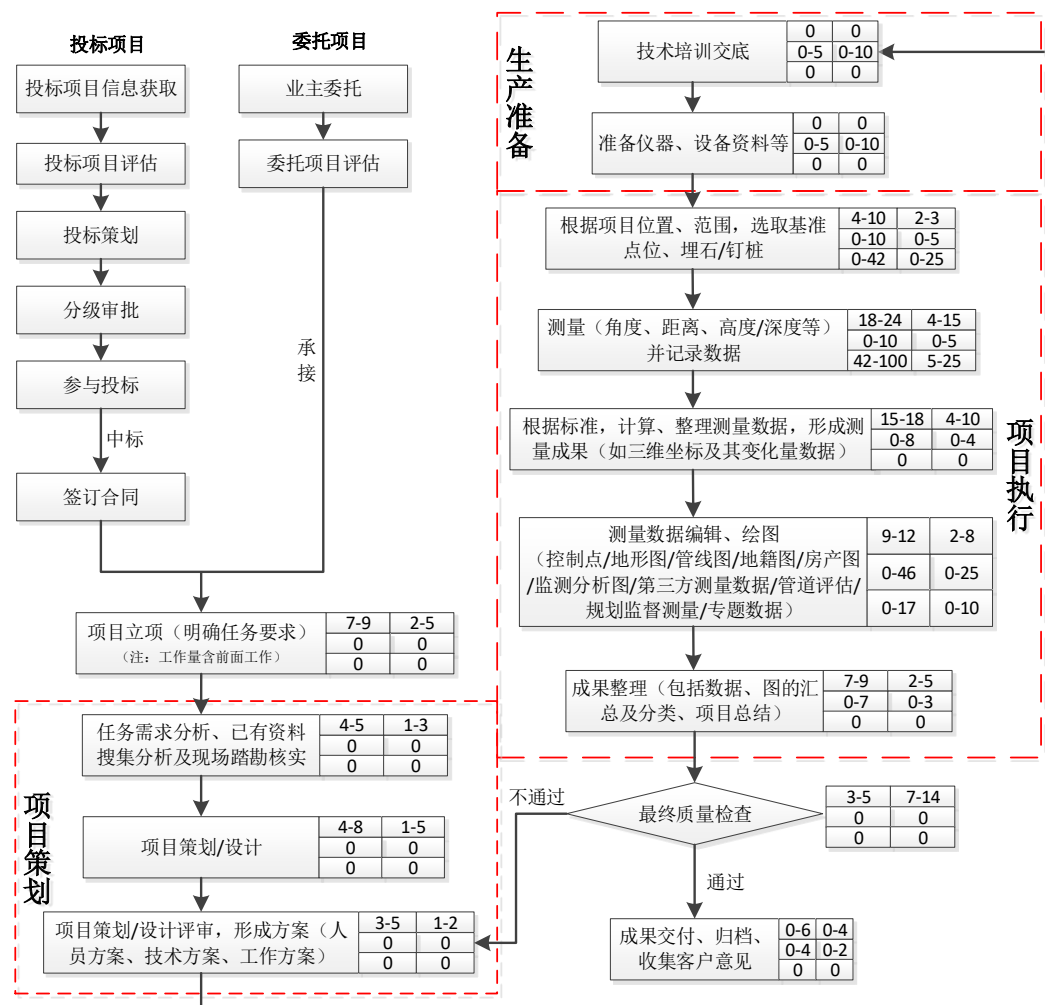 投标项目
委托项目
投标项目信息获取
业主委托
投标项目评估
委托项目评估
投标策划
分级审批
参与投标
承
接
中标
签订合同
项目立项（明确任务要求）
（注：工作量含前面工作）
7-9 2-5
0 0
0 0
项目策划
任务需求分析、已有资料
搜集分析及现场踏勘核实
4-5 1-3
0 0
0 0
项目策划/设计
4-8 1-5
0 0
0 0
项目策划/设计评审，形成方案（人
员方案、技术方案、工作方案）
3-5 1-2
0 0
0 0
生产准备
技术培训交底
0 0
0-5 0-10
0 0
准备仪器、设备资料等
0 0
0-5 0-10
0 0
项目执行
根据项目位置、范围，选取基准
点位、埋石/钉桩
4-10 2-3
0-10 0-5
0-42 0-25
测量（角度、距离、高度/深度等）
并记录数据
18-24 4-15
0-10 0-5
42-100 5-25
根据标准，计算、整理测量数据，形成测
量成果（如三维坐标及其变化量数据）
15-18 4-10
0-8 0-4
0 0
测量数据编辑、绘图
（控制点/地形图/管线图/地籍图/房产图
/监测分析图/第三方测量数据/管道评估/
规划监督测量/专题数据）
9-12 2-8
0-46 0-25
0-17 0-10
成果整理（包括数据、图的汇
总及分类、项目总结）
7-9 2-5
0-7 0-3
0 0
不通过
最终质量检查
3-5 7-14
0 0
0 0
通过
成果交付、归档、
收集客户意见
0-6 0-4
0-4 0-2
0 0